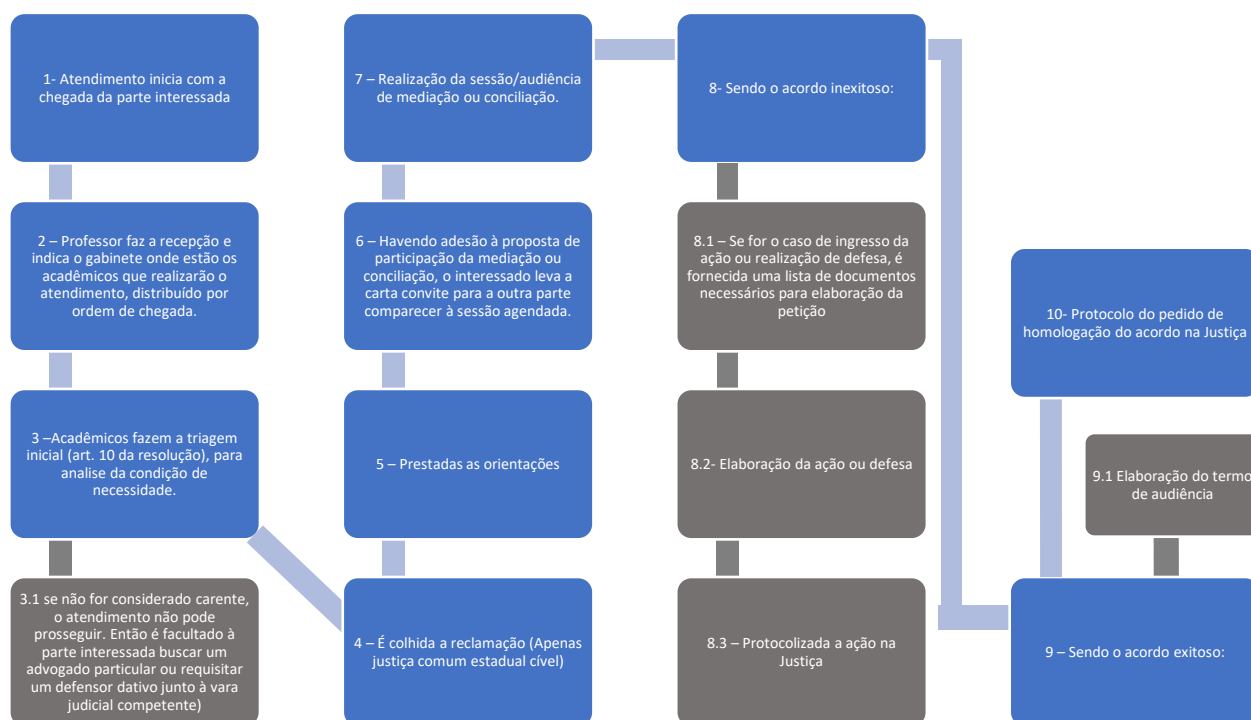 1- Atendimento inicia com a
chegada da parte interessada
2 – Professor faz a recepção e
indica o gabinete onde estão os
acadêmicos que realizarão o
atendimento, distribuído por
ordem de chegada.
3 –Acadêmicos fazem a triagem
inicial (art. 10 da resolução), para
analise da condição de
necessidade.
3.1 se não for considerado carente,
o atendimento não pode
prosseguir. Então é facultado à
parte interessada buscar um
advogado particular ou requisitar
um defensor dativo junto à vara
judicial competente)
4 – É colhida a reclamação (Apenas
justiça comum estadual cível)
5 – Prestadas as orientações
6 – Havendo adesão à proposta de
participação da mediação ou
conciliação, o interessado leva a
carta convite para a outra parte
comparecer à sessão agendada.
7 – Realização da sessão/audiência
de mediação ou conciliação.
8- Sendo o acordo inexitoso:
8.1 – Se for o caso de ingresso da
ação ou realização de defesa, é
fornecida uma lista de documentos
necessários para elaboração da
petição
8.2- Elaboração da ação ou defesa
8.3 – Protocolizada a ação na
Justiça
9 – Sendo o acordo exitoso:
9.1 Elaboração do termo
de audiência
10- Protocolo do pedido de
homologação do acordo na Justiça